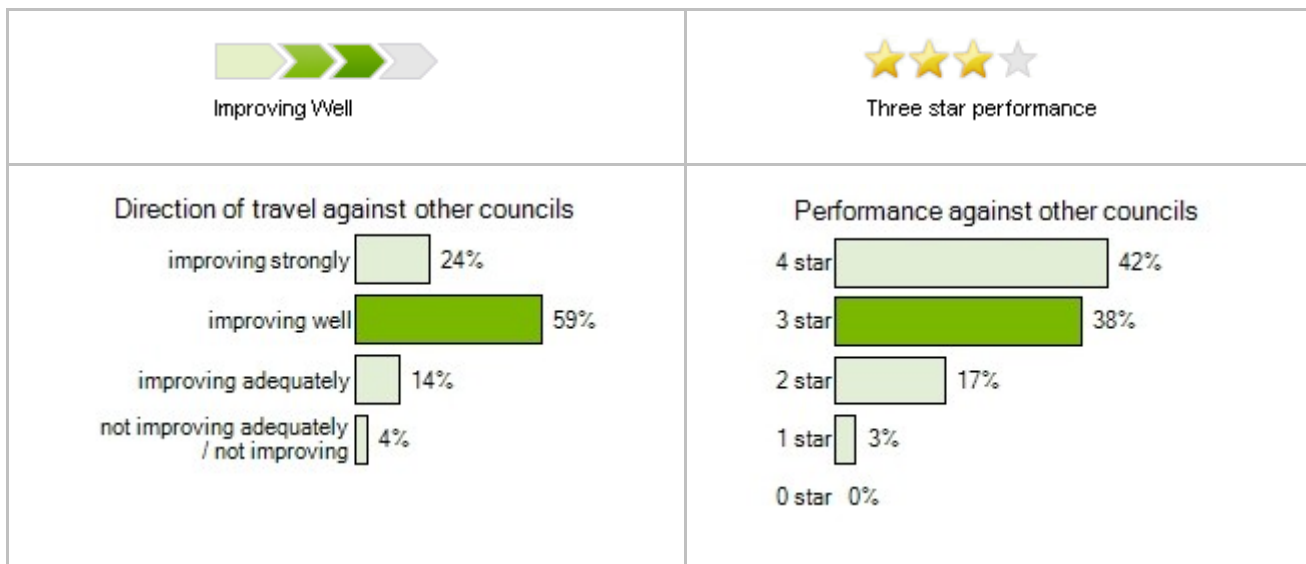 Improving Well
Three star performance
Direction of travel against other councils
improving strongly 24%
improving well 59%
improving adequately 14%
not improving adequately
/ not improving 4%
Performance against other councils
4 star 42%
3 star 38%
2 star 17%
1 star 3%
0 star 0%